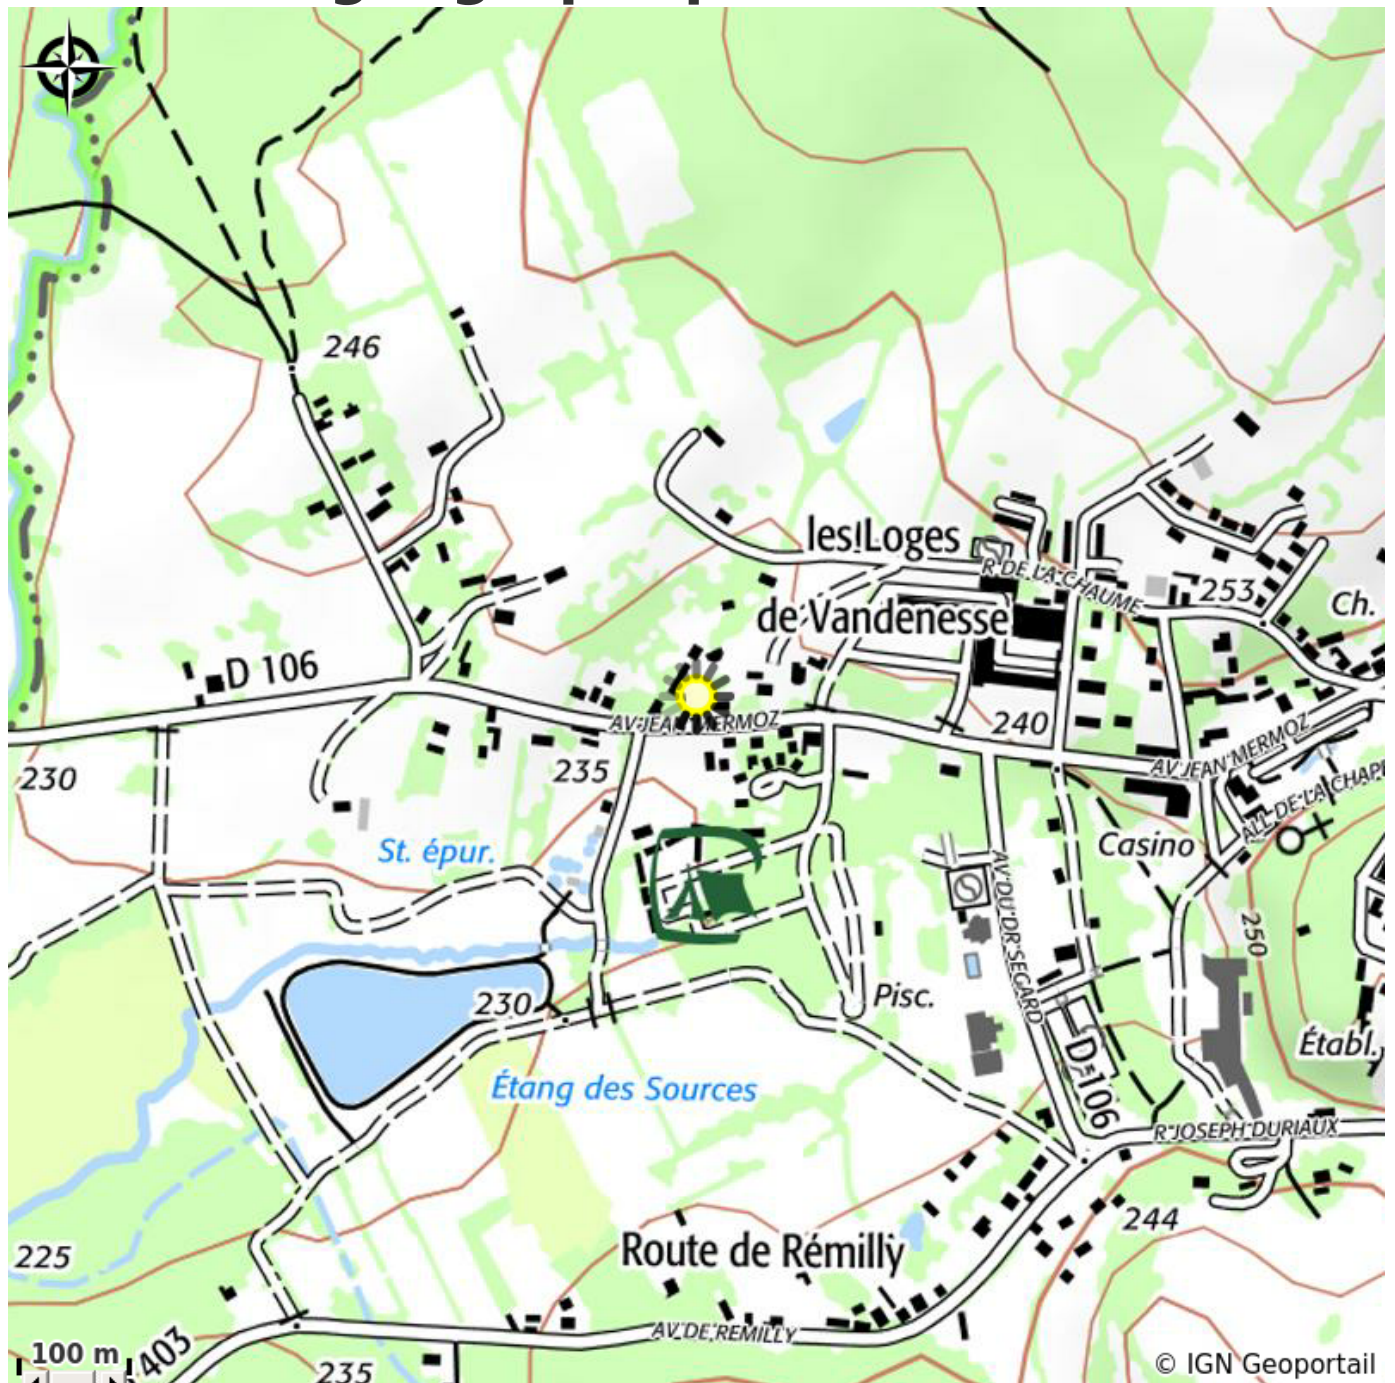 246
les Loges
R DE LA CHAUME
253
Ch.
de Vandenesse
D 106
AV JEAN MERMOZ
240
230
235
AV JEAN MERMOZ
ALL DE LA CHAPE
St. épur.
Casino
AV DU DR SEGARD
250
230
Pisc.
Établ.
D 106
Étang des Sources
R JOSEPH DURIAUX
244
225
Route de Rémilly
AV DE REMILLY
100 m
403
235
© IGN Geoportail